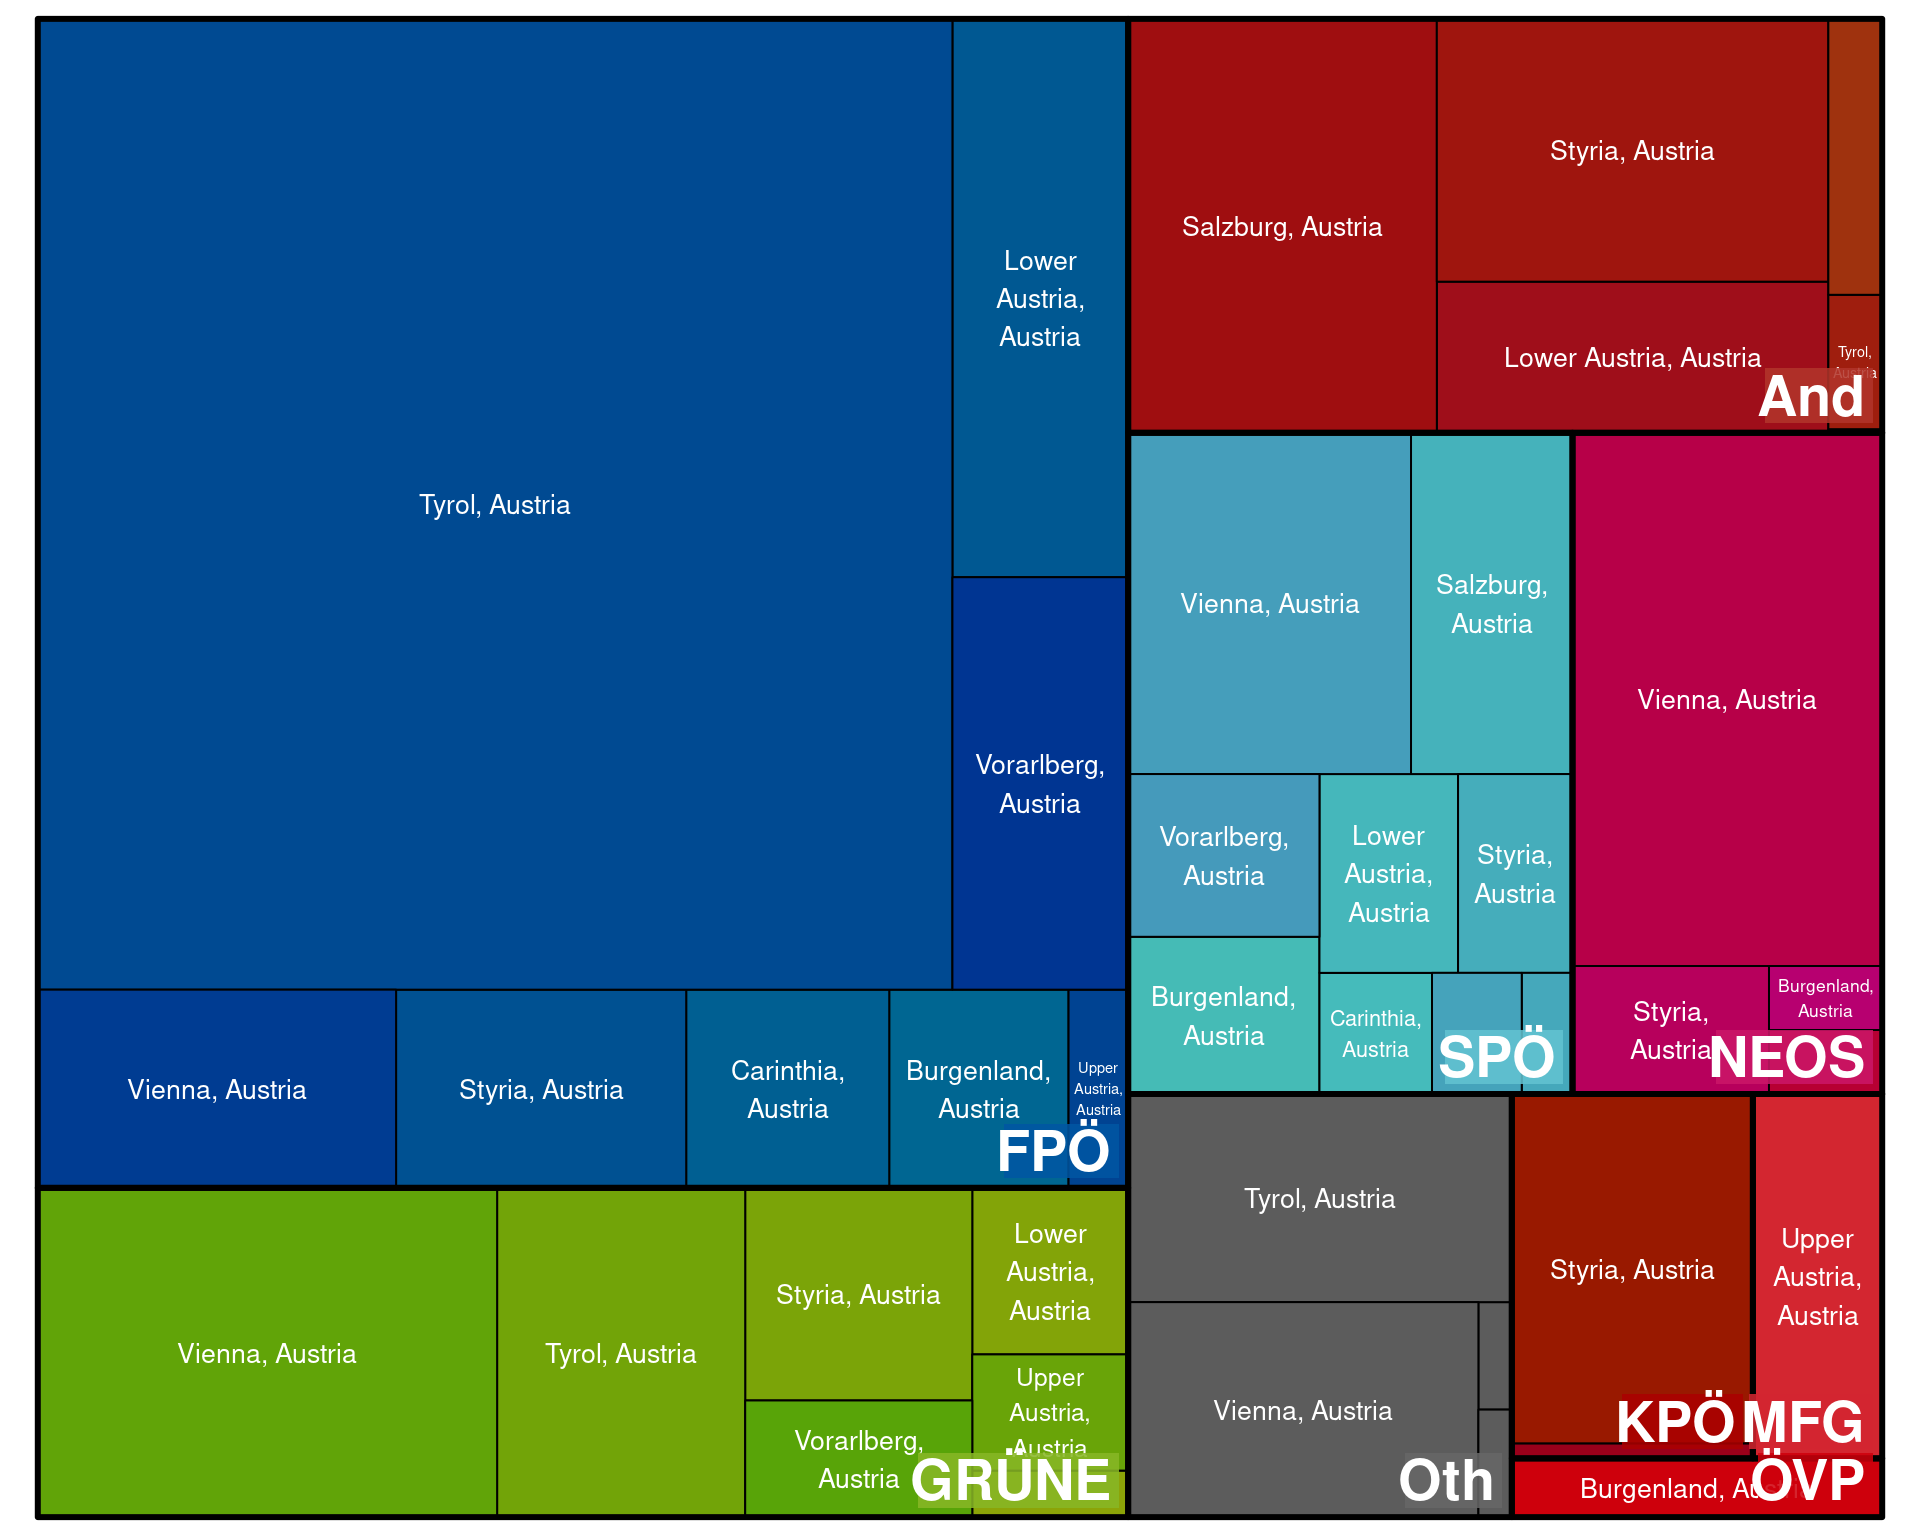 Tyrol, Austria
Lower
Austria,
Austria
Vorarlberg,
Austria
Vienna, Austria
Styria, Austria
Carinthia,
Austria
Burgenland,
Austria
Upper
Austria,
Austria
FPÖ
Vienna, Austria
Tyrol, Austria
Styria, Austria
Vorarlberg,
Austria
Lower
Austria,
Austria
Upper
Austria,
Austria
GRÜNE
Salzburg, Austria
Styria, Austria
Lower Austria, Austria
Tyrol,
Austria
And
Vienna, Austria
Salzburg,
Austria
Vorarlberg,
Austria
Lower
Austria,
Austria
Styria,
Austria
Burgenland,
Austria
Carinthia,
Austria
SPÖ
Vienna, Austria
Styria,
Austria
Burgenland,
Austria
NEOS
Tyrol, Austria
Vienna, Austria
Oth
Styria, Austria
KPÖ
Upper
Austria,
Austria
MFG
Burgenland, Austria
ÖVP